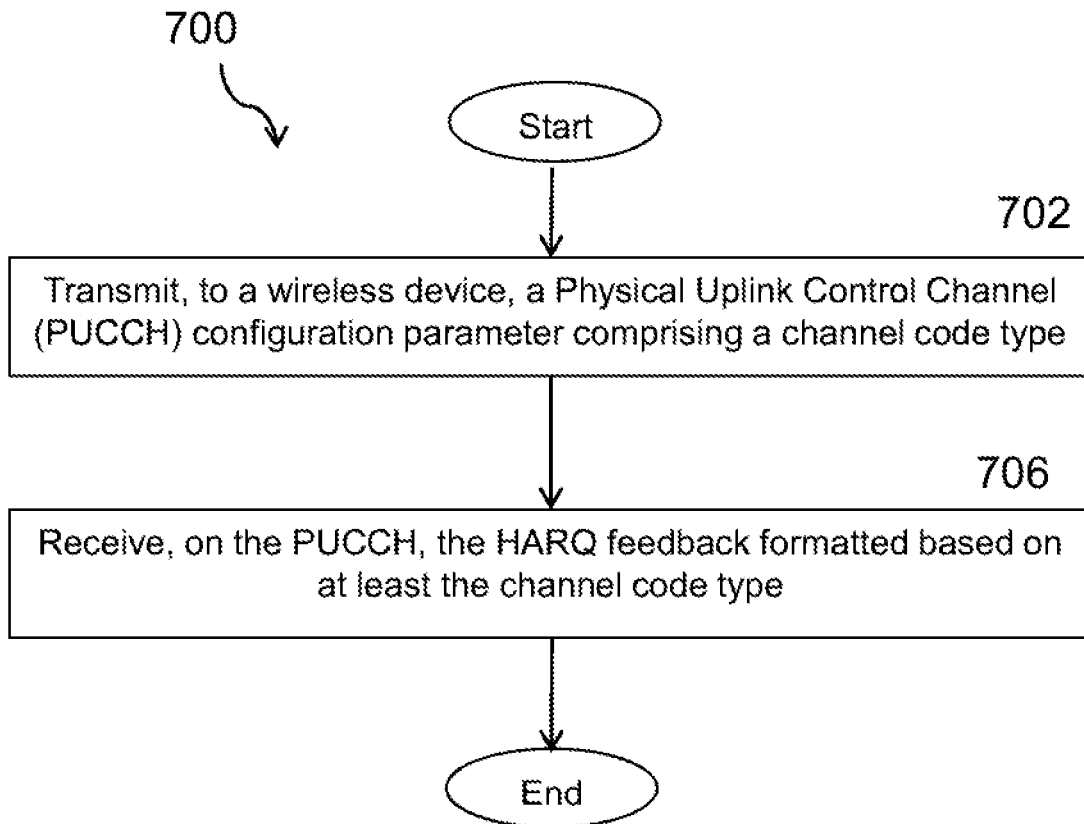 700
Start
702
Transmit, to a wireless device, a Physical Uplink Control Channel
(PUCCH) configuration parameter comprising a channel code type
706
Receive, on the PUCCH, the HARQ feedback formatted based on
at least the channel code type
End